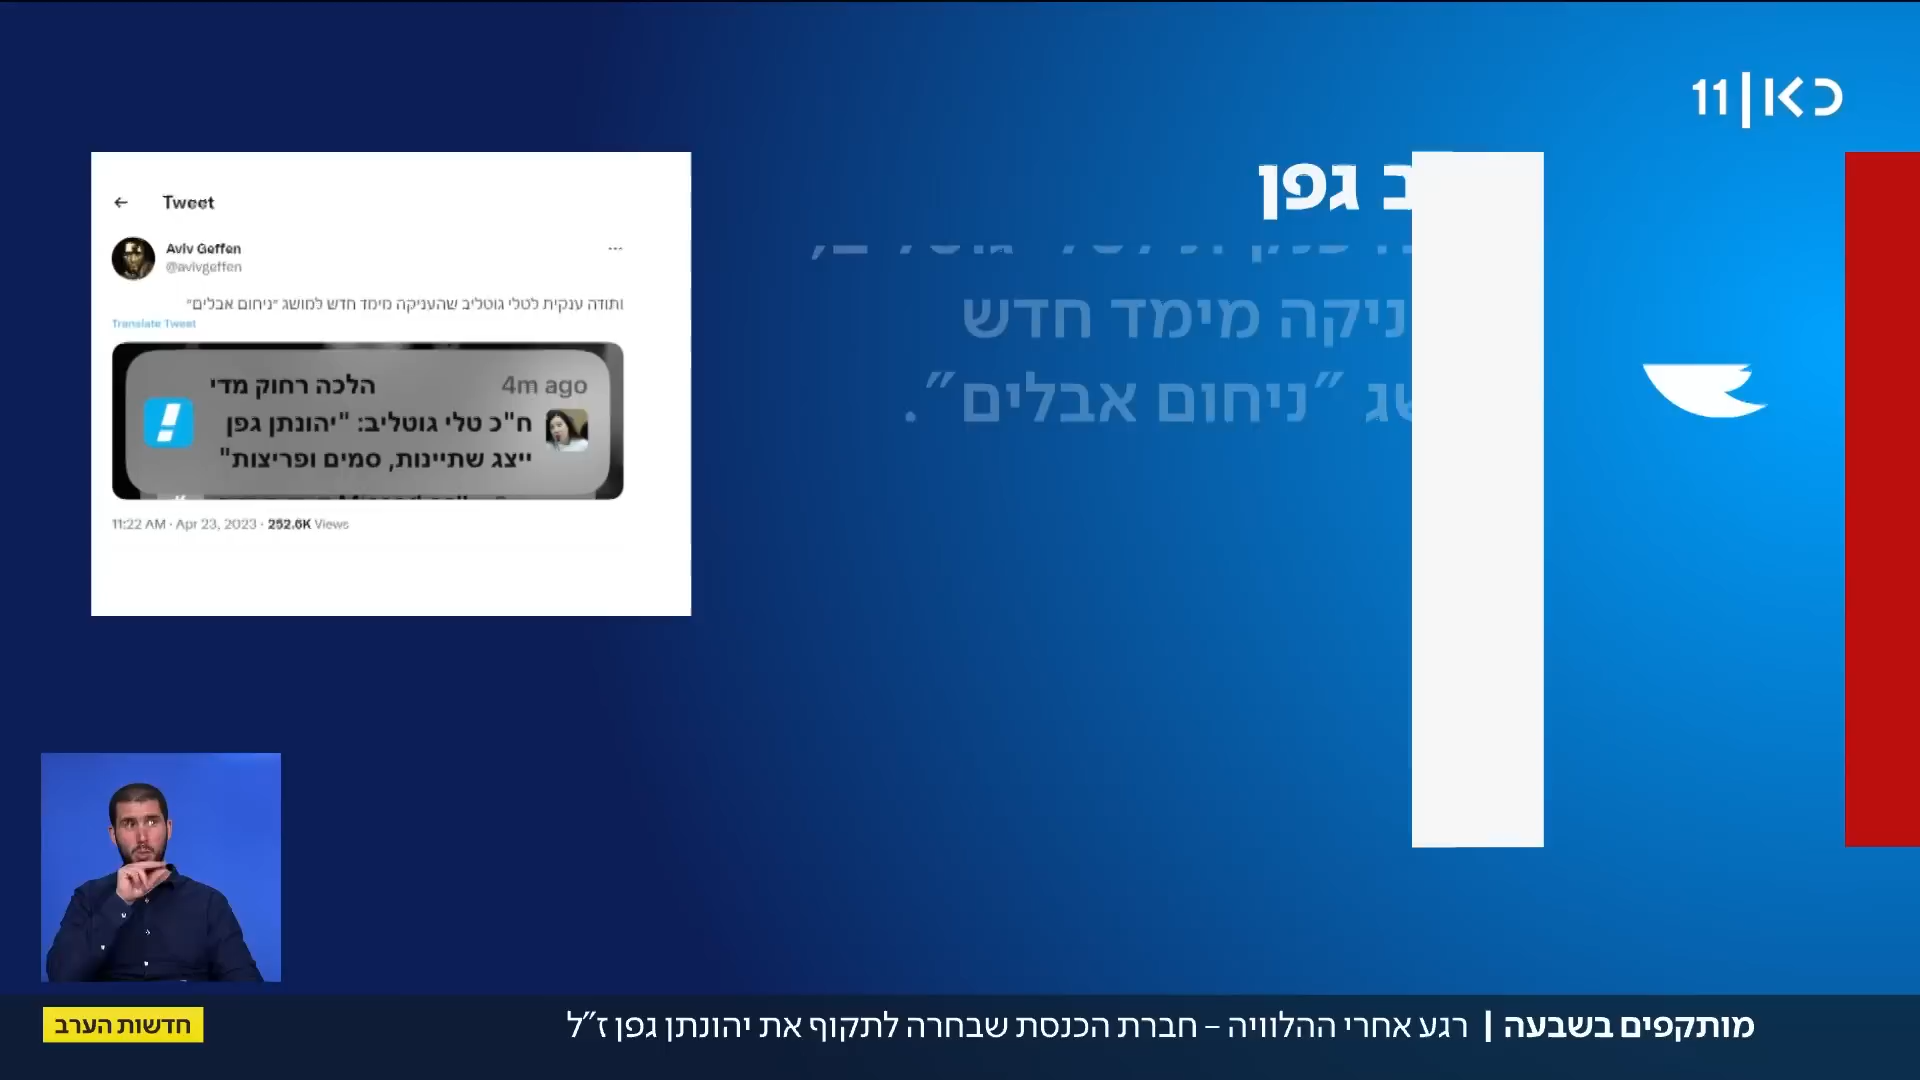 כאן|11
Tweet
Aviv Geffen
@avivgeffen
ותודה ענקית לטלי גוטליב שהעניקה מימד חדש למושג "ניחום אבלים"
Translate Tweet
הלכה רחוק מדי 4m ago
ח"כ טלי גוטליב: "יהונתן גפן
ייצג שתיינות, סמים ופריצות"
11:22 AM · Apr 23, 2023 · 252.6K Views
ב גפן
ניקה מימד חדש
שג ״ניחום אבלים״.
מותקפים בשבעה | רגע אחרי ההלוויה – חברת הכנסת שבחרה לתקוף את יהונתן גפן ז״ל
חדשות הערב